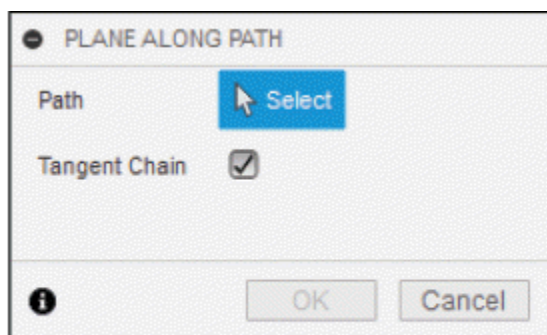 PLANE ALONG PATH
Path Select
Tangent Chain
OK Cancel